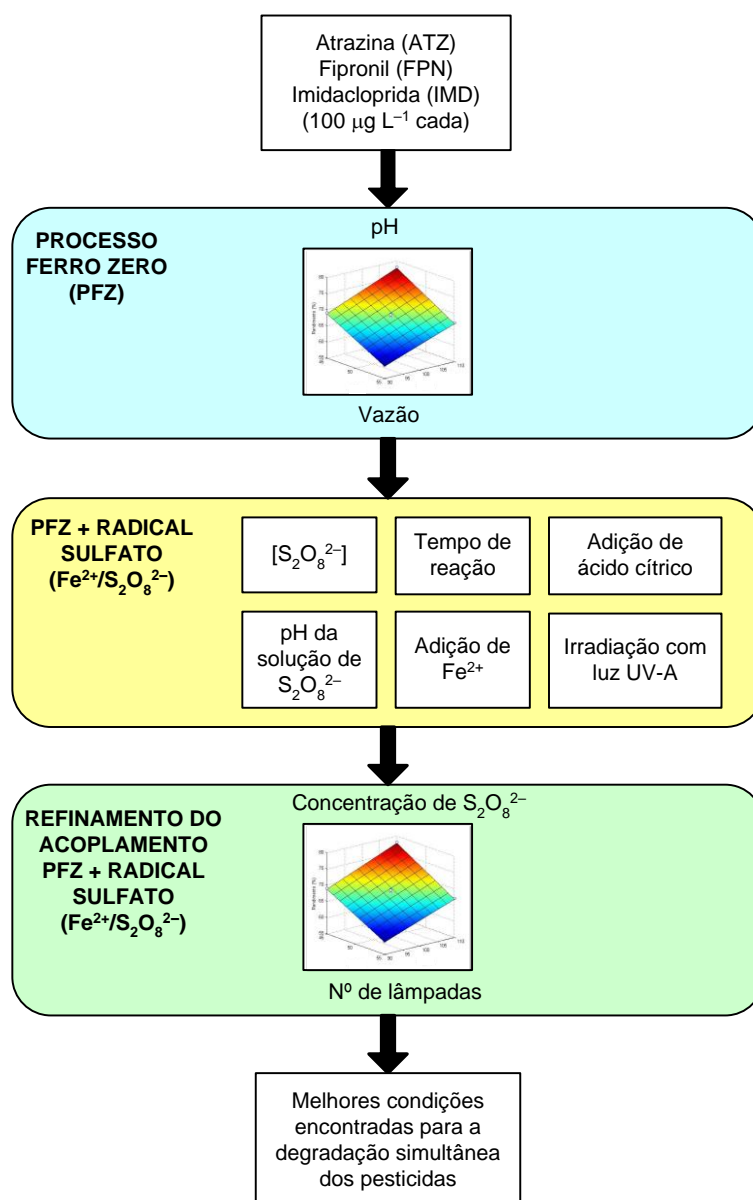 Atrazina (ATZ)
Fipronil (FPN)
Imidacloprida (IMD)
(100 µg L⁻¹ cada)
PROCESSO
FERRO ZERO
(PFZ)
pH
Vazão
PFZ + RADICAL
SULFATO
(Fe²⁺/S₂O₈²⁻)
[S₂O₈²⁻]
Tempo de
reação
Adição de
ácido cítrico
pH da
solução de
S₂O₈²⁻
Adição de
Fe²⁺
Irradiação com
luz UV-A
REFINAMENTO DO
ACOPLAMENTO
PFZ + RADICAL
SULFATO
(Fe²⁺/S₂O₈²⁻)
Concentração de S₂O₈²⁻
Nº de lâmpadas
Melhores condições
encontradas para a
degradação simultânea
dos pesticidas